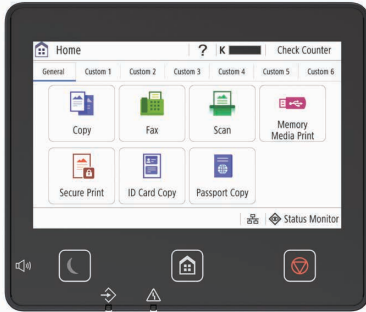 Home ? K Check Counter
General Custom 1 Custom 2 Custom 3 Custom 4 Custom 5 Custom 6
Copy Fax Scan Memory
Media Print
Secure Print ID Card Copy Passport Copy
Status Monitor